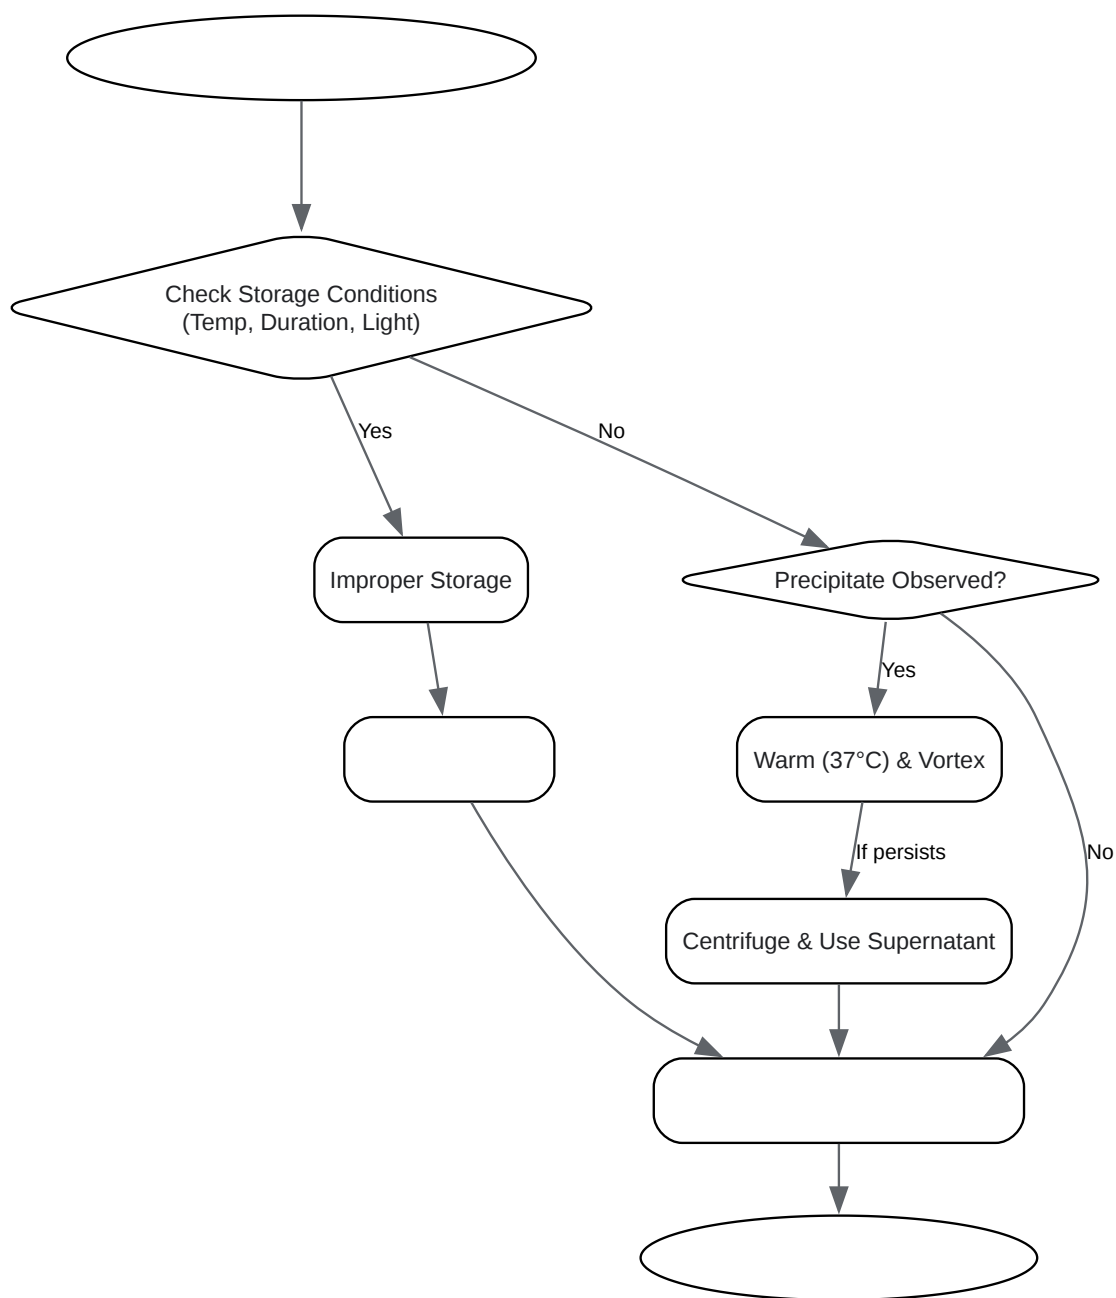 Check Storage Conditions
(Temp, Duration, Light)
Yes
No
Improper Storage
Precipitate Observed?
Yes
Warm (37°C) & Vortex
If persists
No
Centrifuge & Use Supernatant